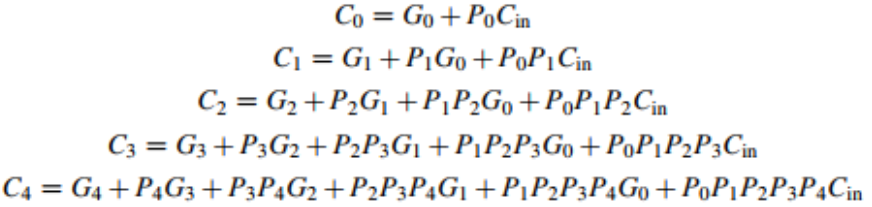 C₀ = G₀ + P₀C_in
C₁ = G₁ + P₁G₀ + P₀P₁C_in
C₂ = G₂ + P₂G₁ + P₁P₂G₀ + P₀P₁P₂C_in
C₃ = G₃ + P₃G₂ + P₂P₃G₁ + P₁P₂P₃G₀ + P₀P₁P₂P₃C_in
C₄ = G₄ + P₄G₃ + P₃P₄G₂ + P₂P₃P₄G₁ + P₁P₂P₃P₄G₀ + P₀P₁P₂P₃P₄C_in